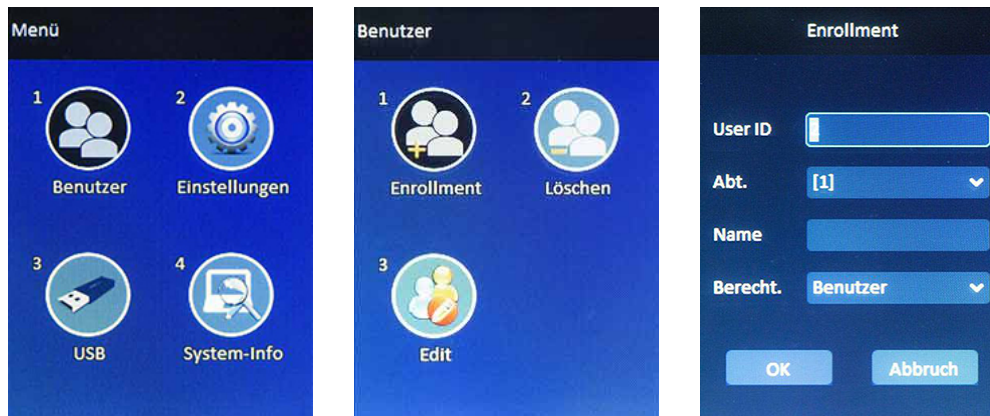 Menü
1
2
Benutzer
Einstellungen
3
4
USB
System-Info
Benutzer
1
2
Enrollment
Löschen
3
Edit
Enrollment
User ID
Abt. [1]
Name
Berecht. Benutzer
OK
Abbruch